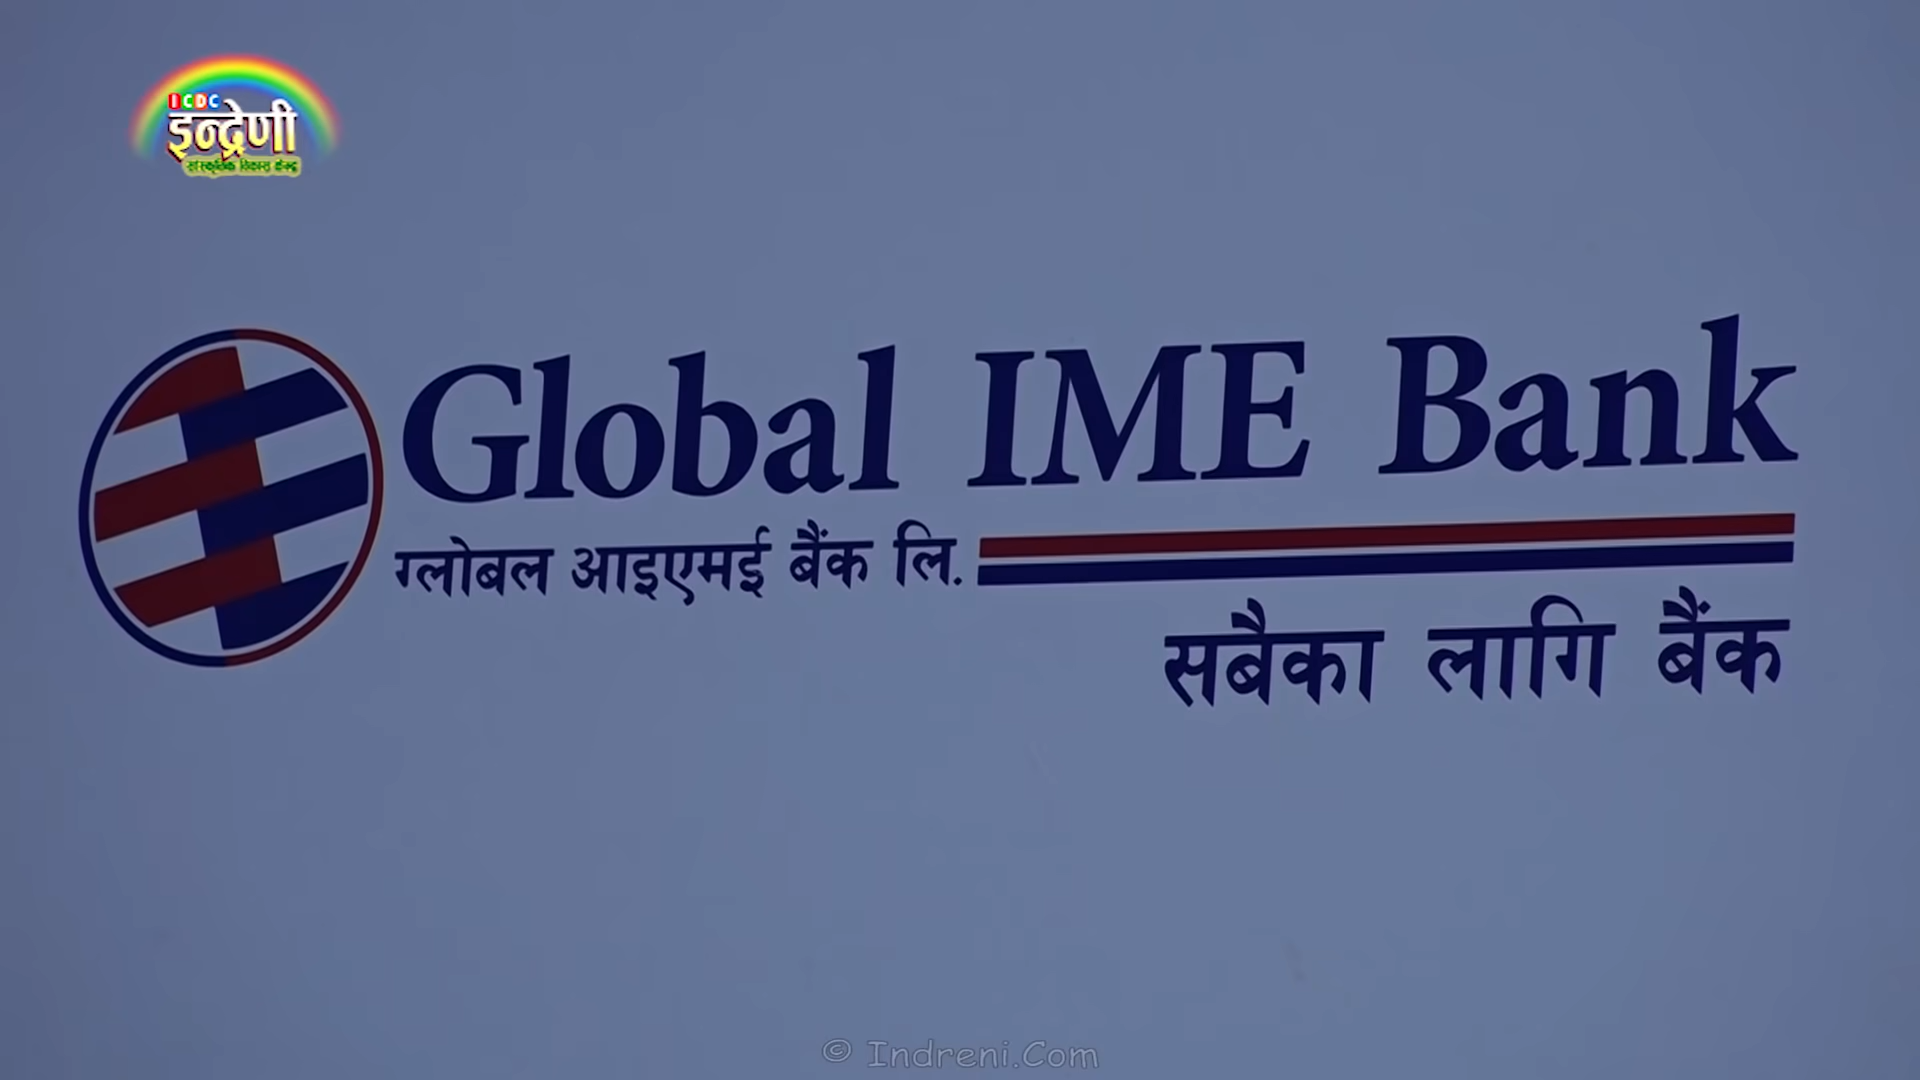 ICDC
इन्द्रेणी
सांस्कृतिक विकास केन्द्र
Global IME Bank
ग्लोबल आइएमई बैंक लि.
सबैका लागि बैंक
© Indreni.Com